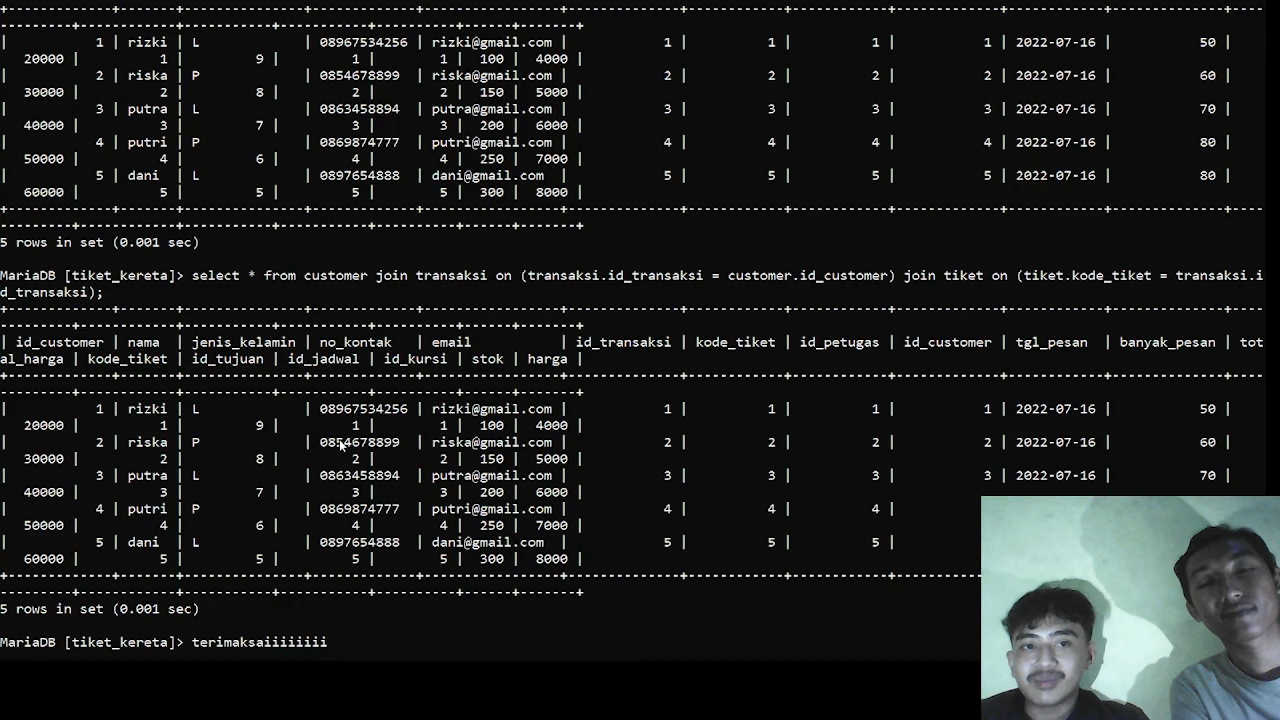 | 1 | rizki | L | 08967534256 | rizki@gmail.com | 1 | 1 | 1 | 1 | 2022-07-16 | 50 |
20000 | 1 | 9 | 1 | 1 | 100 | 4000 |
| 2 | riska | P | 0854678899 | riska@gmail.com | 2 | 2 | 2 | 2 | 2022-07-16 | 60 |
30000 | 2 | 8 | 2 | 2 | 150 | 5000 |
| 3 | putra | L | 0863458894 | putra@gmail.com | 3 | 3 | 3 | 3 | 2022-07-16 | 70 |
40000 | 3 | 7 | 3 | 3 | 200 | 6000 |
| 4 | putri | P | 0869874777 | putri@gmail.com | 4 | 4 | 4 | 4 | 2022-07-16 | 80 |
50000 | 4 | 6 | 4 | 4 | 250 | 7000 |
| 5 | dani | L | 0897654888 | dani@gmail.com | 5 | 5 | 5 | 5 | 2022-07-16 | 80 |
60000 | 5 | 5 | 5 | 5 | 300 | 8000 |
5 rows in set (0.001 sec)
MariaDB [tiket_kereta]> select * from customer join transaksi on (transaksi.id_transaksi = customer.id_customer) join tiket on (tiket.kode_tiket = transaksi.i
d_transaksi);
| id_customer | nama | jenis_kelamin | no_kontak | email | id_transaksi | kode_tiket | id_petugas | id_customer | tgl_pesan | banyak_pesan | tot
al_harga | kode_tiket | id_tujuan | id_jadwal | id_kursi | stok | harga |
| 1 | rizki | L | 08967534256 | rizki@gmail.com | 1 | 1 | 1 | 1 | 2022-07-16 | 50 |
20000 | 1 | 9 | 1 | 1 | 100 | 4000 |
| 2 | riska | P | 0854678899 | riska@gmail.com | 2 | 2 | 2 | 2 | 2022-07-16 | 60 |
30000 | 2 | 8 | 2 | 2 | 150 | 5000 |
| 3 | putra | L | 0863458894 | putra@gmail.com | 3 | 3 | 3 | 3 | 2022-07-16 | 70 |
40000 | 3 | 7 | 3 | 3 | 200 | 6000 |
| 4 | putri | P | 0869874777 | putri@gmail.com | 4 | 4 | 4 |
50000 | 4 | 6 | 4 | 4 | 250 | 7000 |
| 5 | dani | L | 0897654888 | dani@gmail.com | 5 | 5 | 5 |
60000 | 5 | 5 | 5 | 5 | 300 | 8000 |
5 rows in set (0.001 sec)
MariaDB [tiket_kereta]> terimaksaiiiiiiii